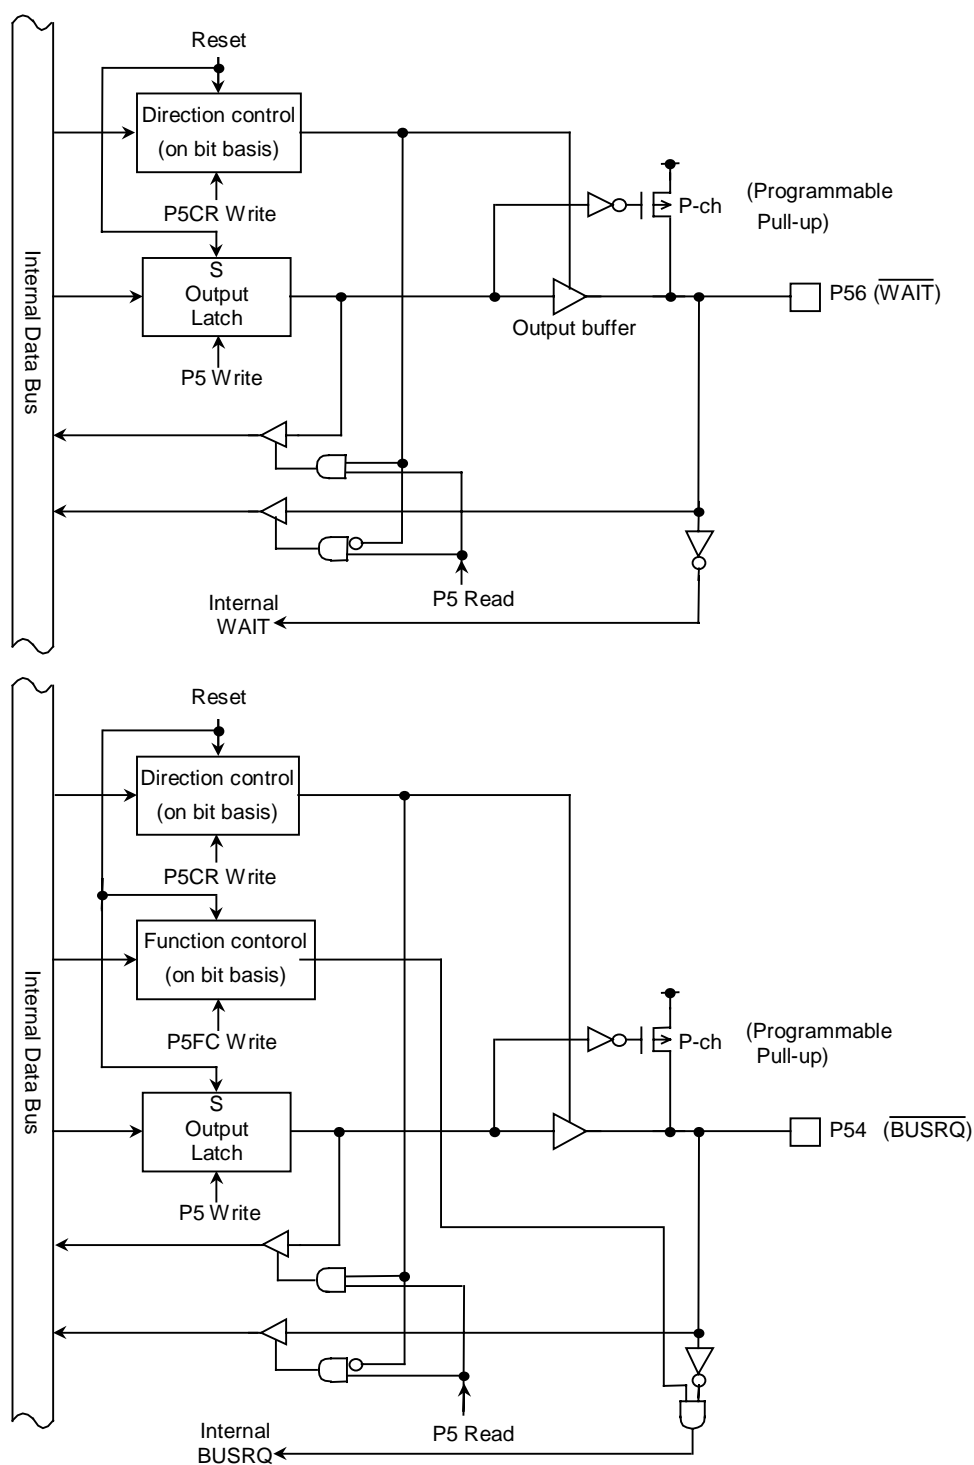 Reset
Direction control
(on bit basis)
P5CR Write
P-ch
(Programmable
Pull-up)
Internal Data Bus
S
Output
Latch
P56 (WAIT)
Output buffer
P5 Write
P5 Read
Internal
WAIT
Reset
Direction control
(on bit basis)
P5CR Write
Function contorol
(on bit basis)
Internal Data Bus
P5FC Write
P-ch
(Programmable
Pull-up)
S
Output
Latch
P54 (BUSRQ)
P5 Write
P5 Read
Internal
BUSRQ